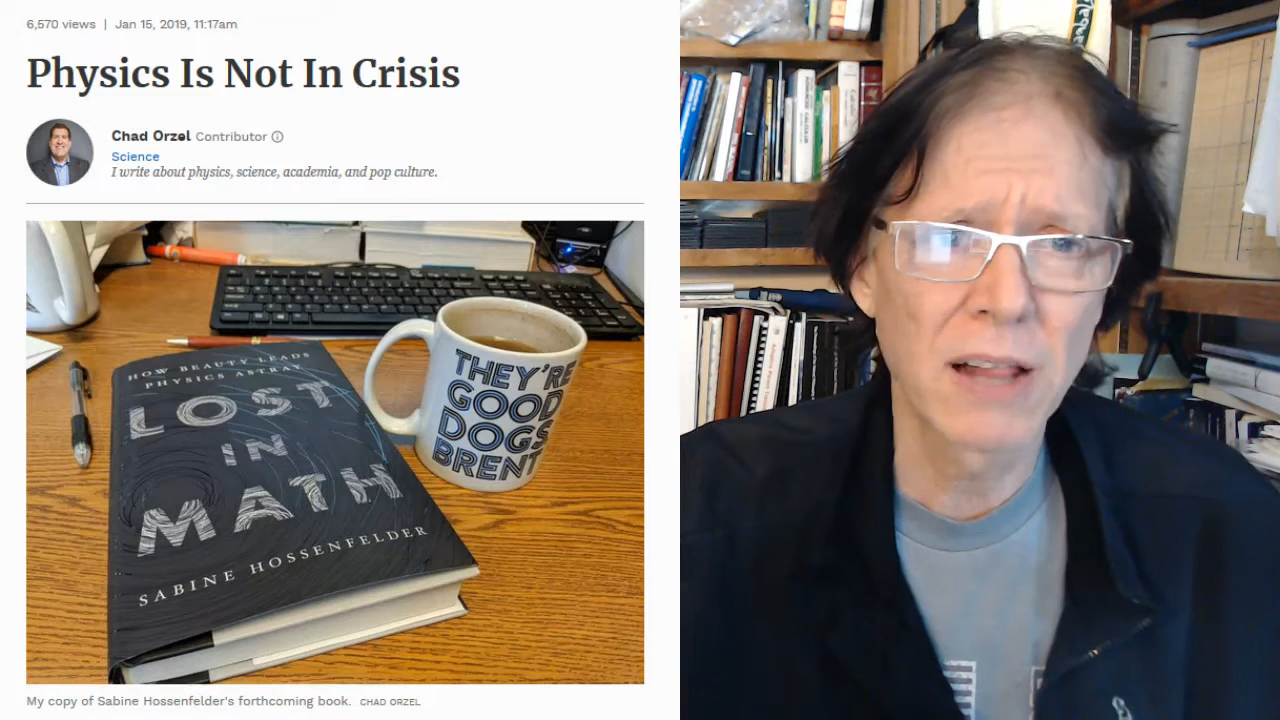 6,570 views | Jan 15, 2019, 11:17am
Physics Is Not In Crisis
Chad Orzel Contributor
Science
I write about physics, science, academia, and pop culture.
HOW BEAUTY LEADS
PHYSICS ASTRAY
LOST
IN
MATH
SABINE HOSSENFELDER
THEY'RE
GOOD
DOGS
BRENT
My copy of Sabine Hossenfelder's forthcoming book. CHAD ORZEL